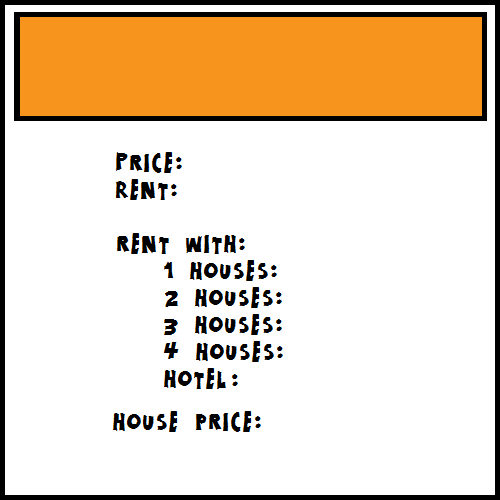 PRICE:
RENT:
RENT WITH:
1 HOUSES:
2 HOUSES:
3 HOUSES:
4 HOUSES:
HOTEL:
HOUSE PRICE: